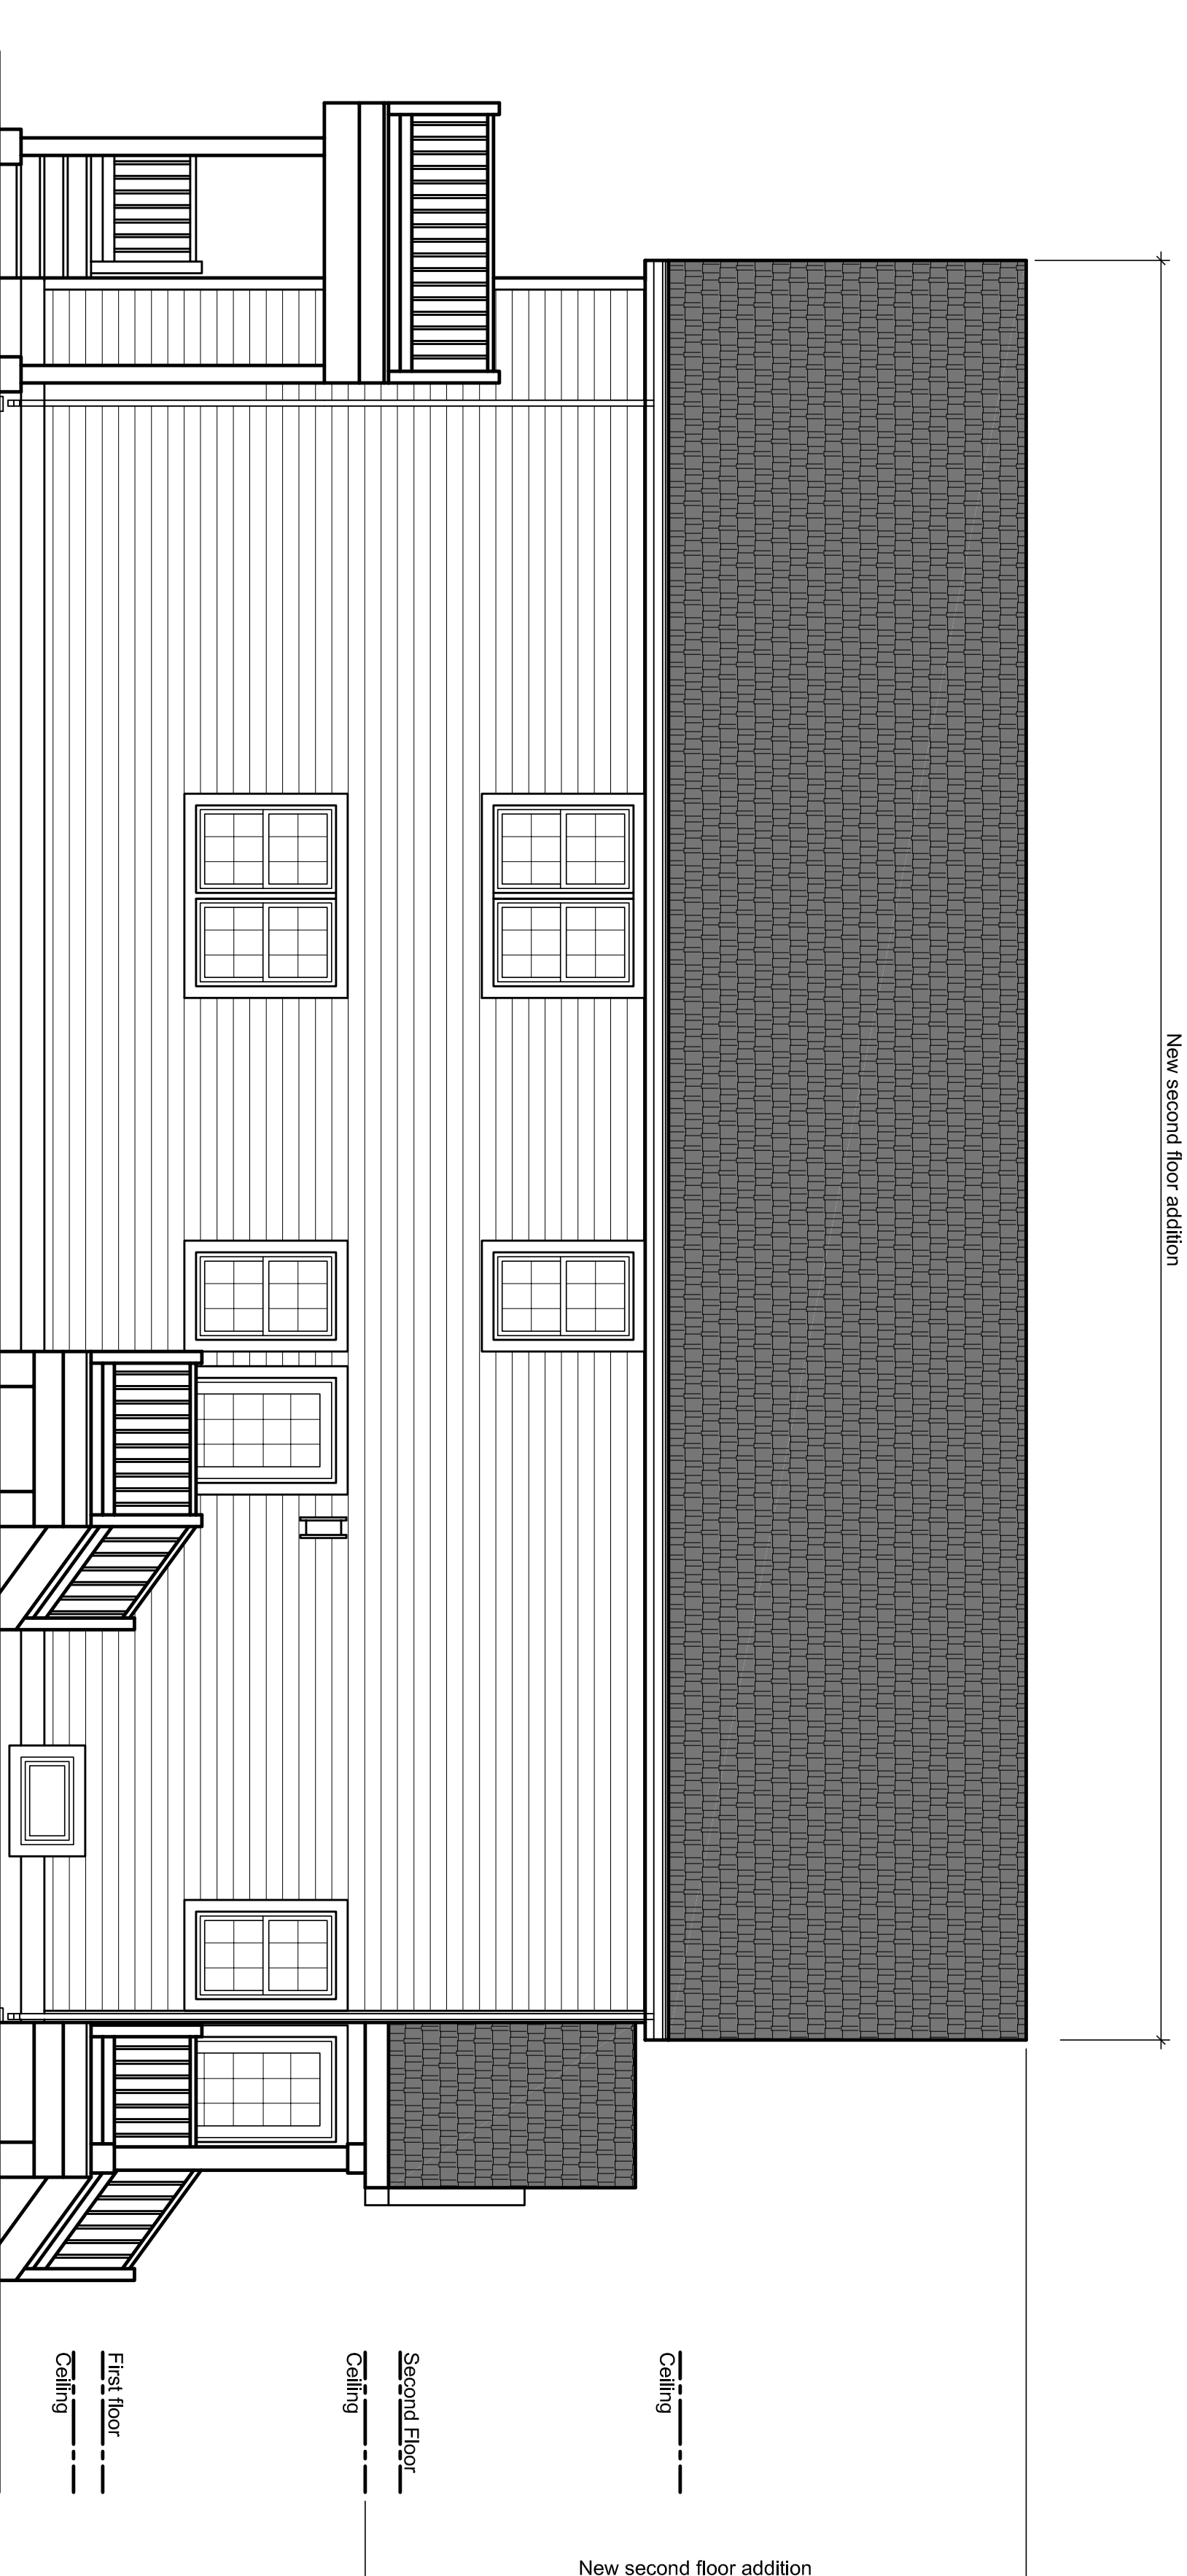 New second floor addition
Ceiling
Second Floor
Ceiling
First floor
Ceiling
New second floor addition